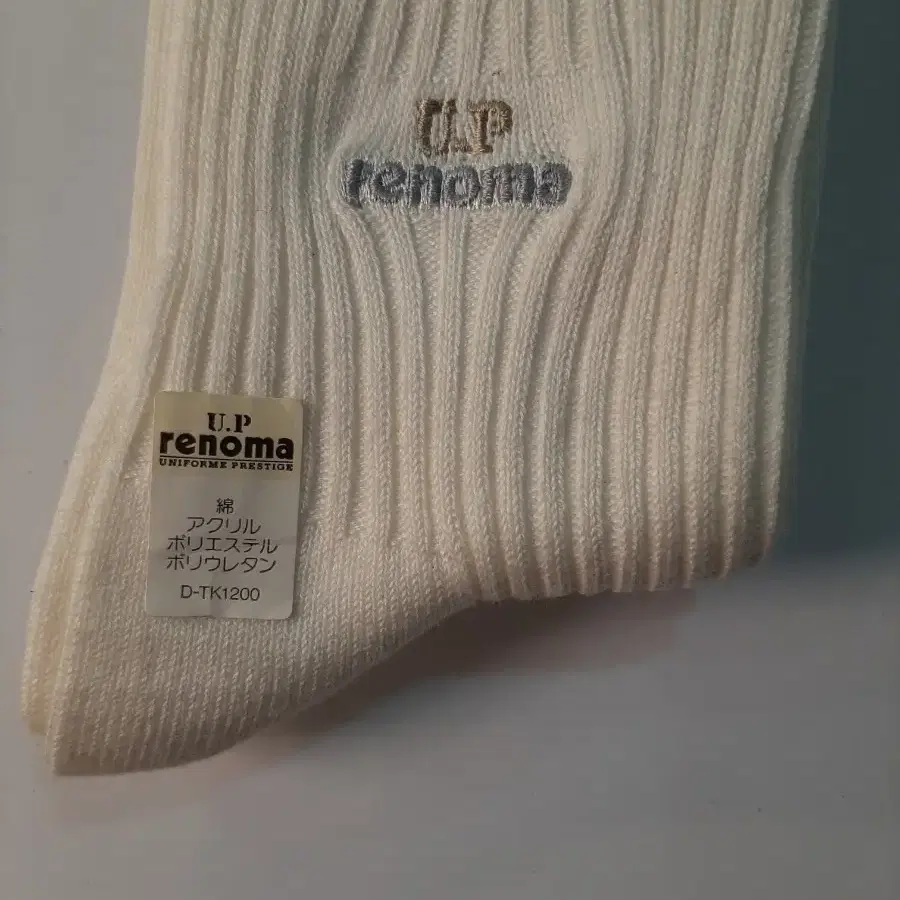 U.P
renoma
U.P
renoma
UNIFORME PRESTIGE
綿
アクリル
ポリエステル
ポリウレタン
D-TK1200